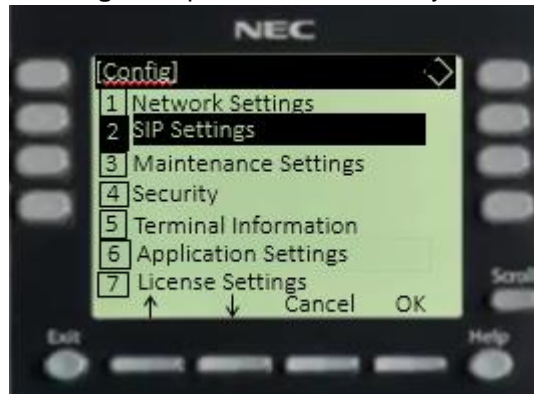 NEC
[Config]
1 Network Settings
2 SIP Settings
3 Maintenance Settings
4 Security
5 Terminal Information
6 Application Settings
7 License Settings
↑ ↓ Cancel OK
Scroll
Exit
Help